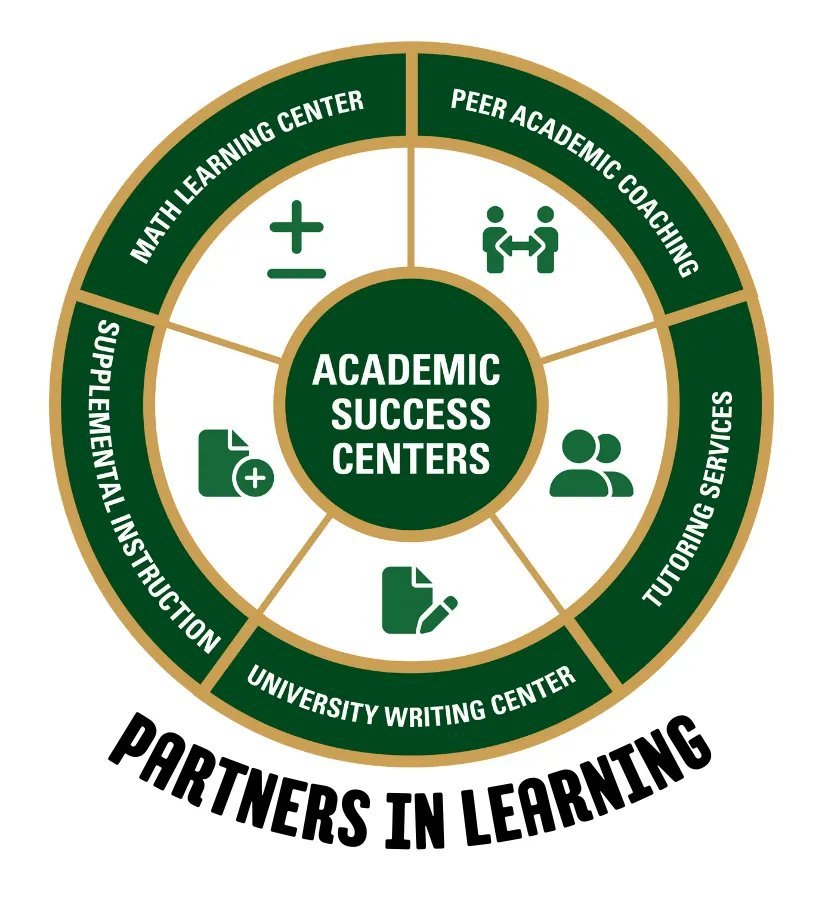 MATH LEARNING CENTER
PEER ACADEMIC COACHING
TUTORING SERVICES
UNIVERSITY WRITING CENTER
SUPPLEMENTAL INSTRUCTION
ACADEMIC
SUCCESS
CENTERS
PARTNERS IN LEARNING